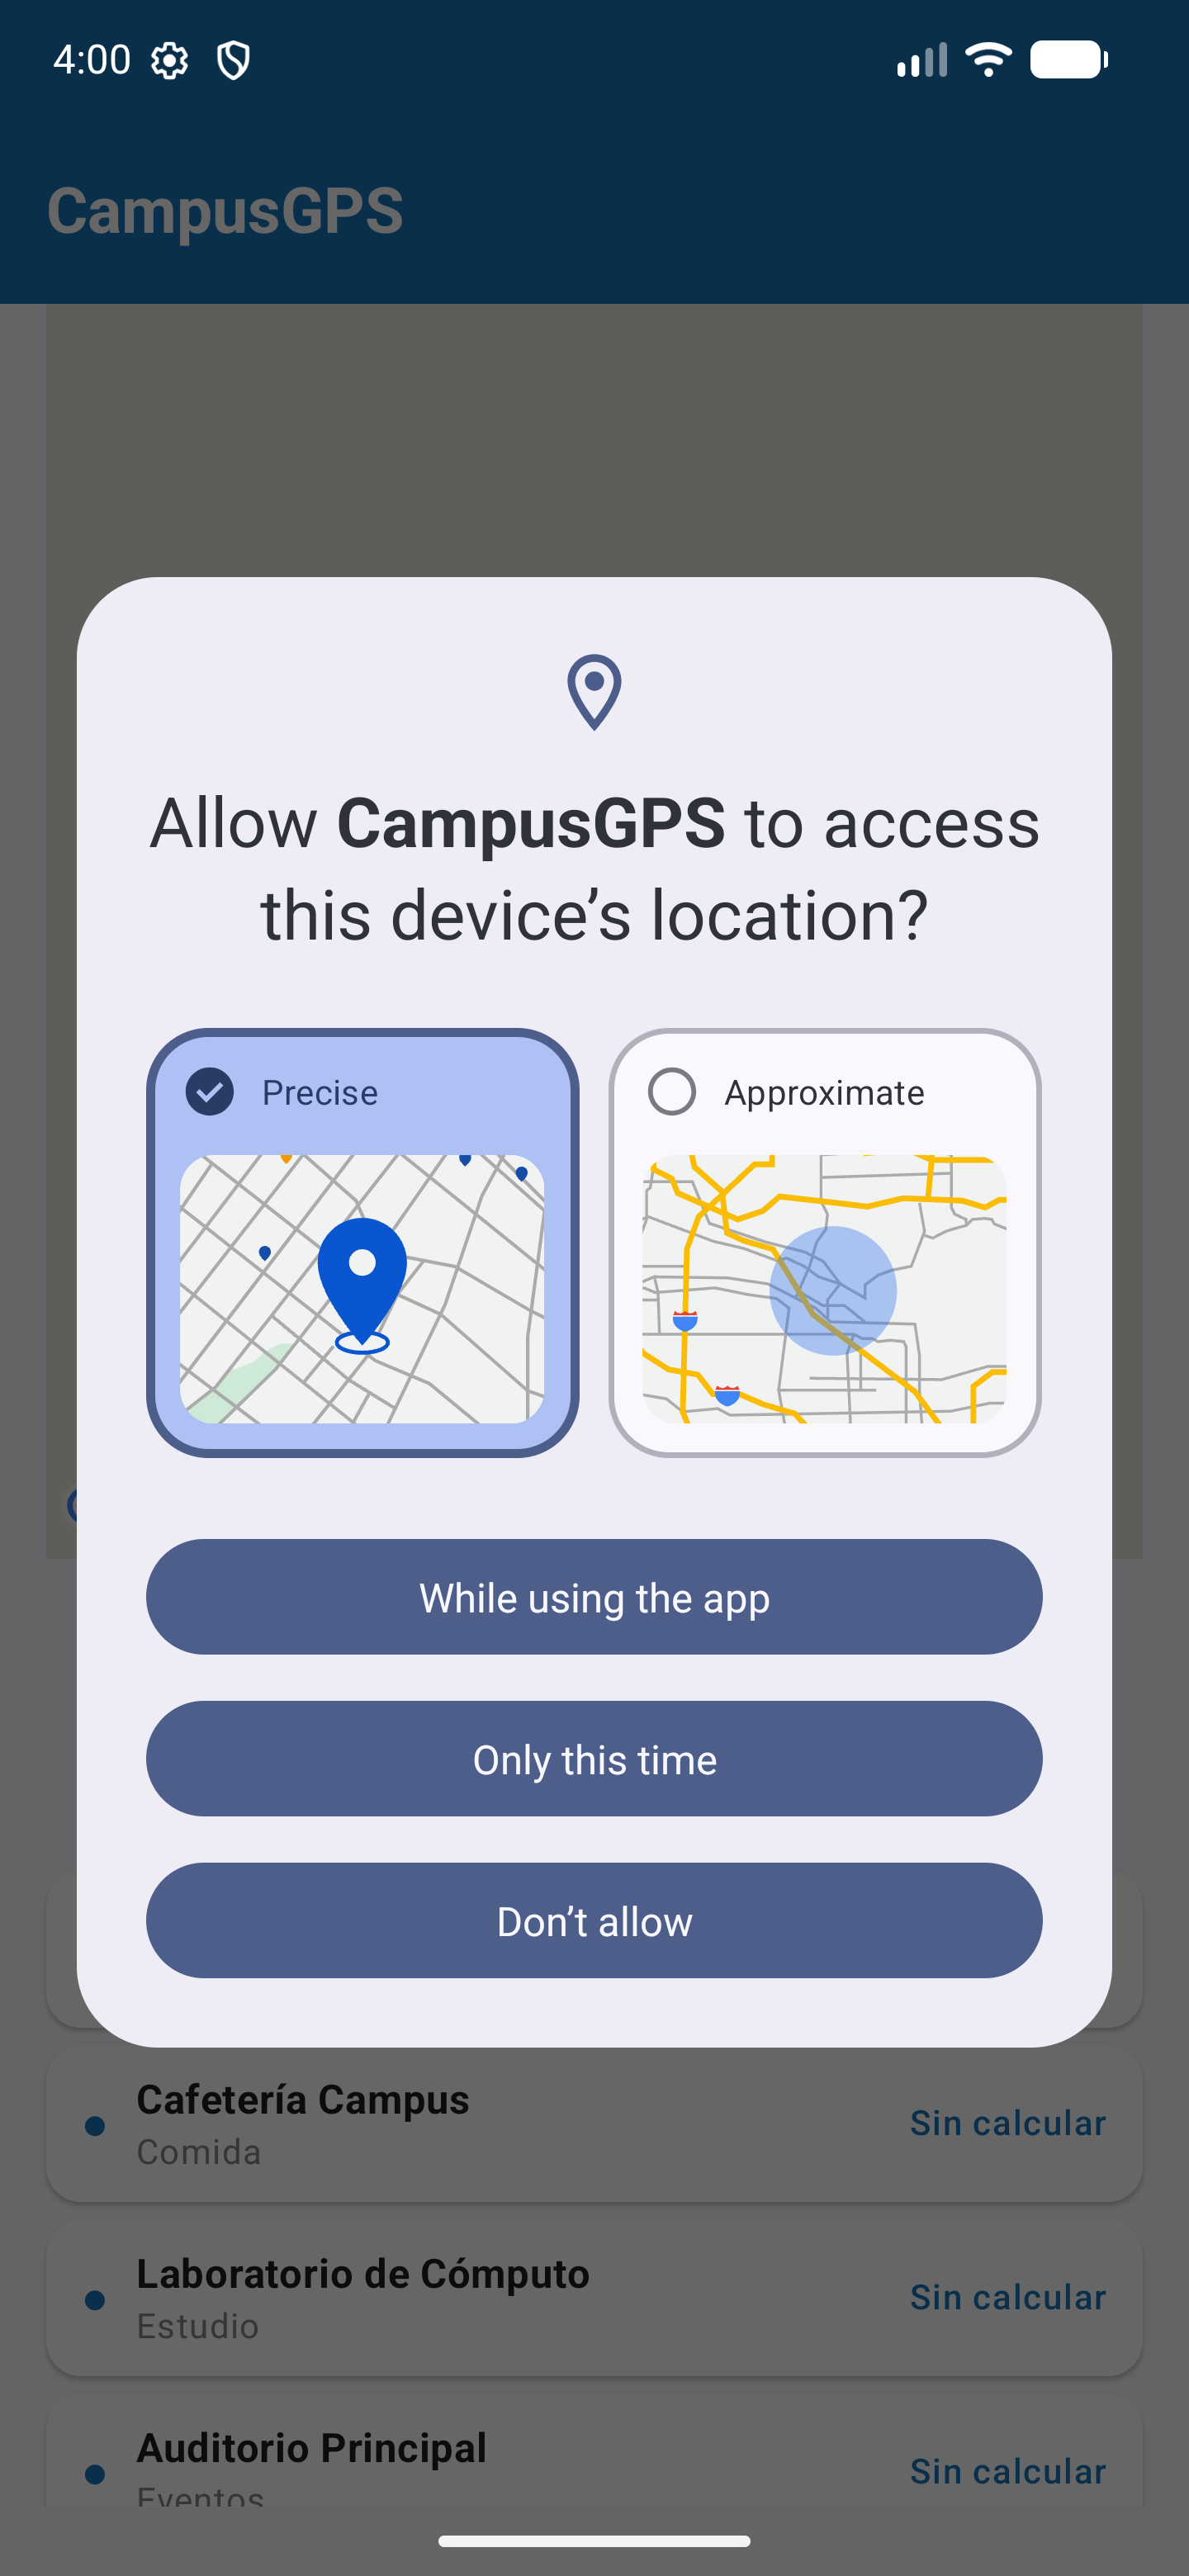 4:00
CampusGPS
Allow CampusGPS to access
this device’s location?
Precise
Approximate
While using the app
Only this time
Don’t allow
Cafetería Campus
Comida
Sin calcular
Laboratorio de Cómputo
Estudio
Sin calcular
Auditorio Principal
Eventos
Sin calcular